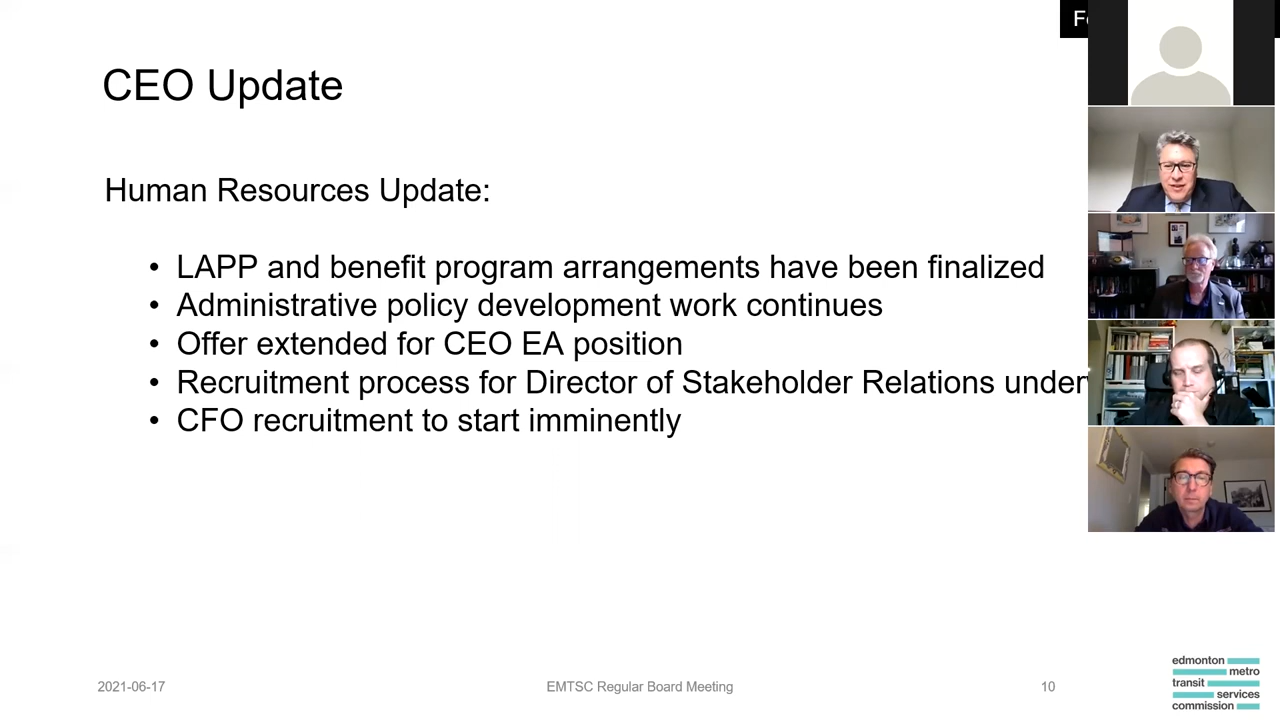 CEO Update
Human Resources Update:
• LAPP and benefit program arrangements have been finalized
• Administrative policy development work continues
• Offer extended for CEO EA position
• Recruitment process for Director of Stakeholder Relations
• CFO recruitment to start imminently
2021-06-17
EMTSC Regular Board Meeting
10
edmonton
metro
transit
services
commission